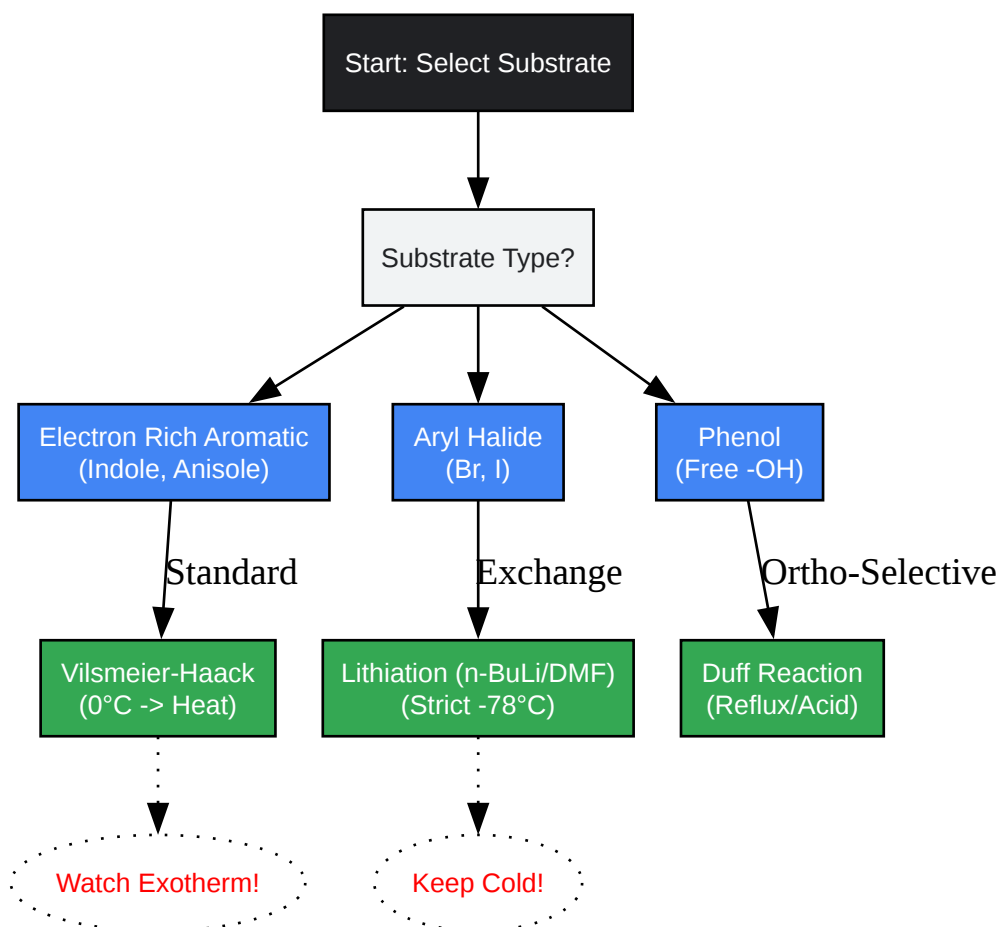 Start: Select Substrate
Substrate Type?
Electron Rich Aromatic
(Indole, Anisole)
Aryl Halide
(Br, I)
Phenol
(Free -OH)
Standard
Exchange
Ortho-Selective
Vilsmeier-Haack
(0°C -> Heat)
Lithiation (n-BuLi/DMF)
(Strict -78°C)
Duff Reaction
(Reflux/Acid)
Watch Exotherm!
Keep Cold!